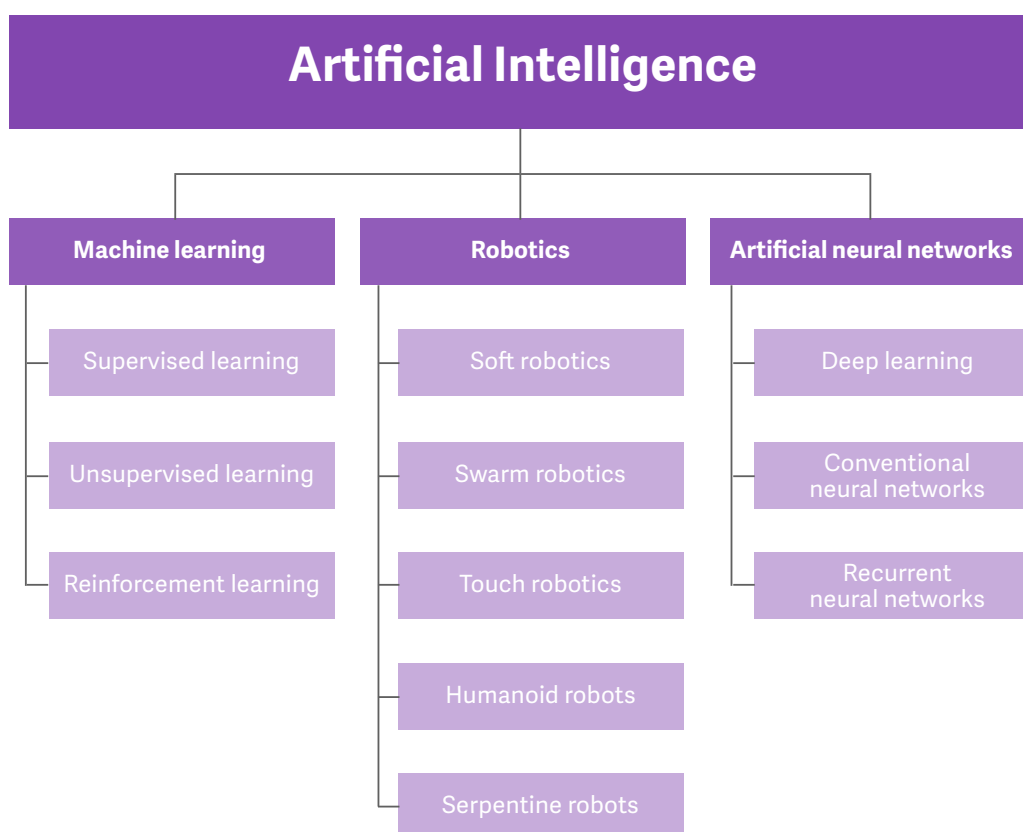 Artificial Intelligence
Machine learning
Supervised learning
Unsupervised learning
Reinforcement learning
Robotics
Soft robotics
Swarm robotics
Touch robotics
Humanoid robots
Serpentine robots
Artificial neural networks
Deep learning
Conventional
neural networks
Recurrent
neural networks